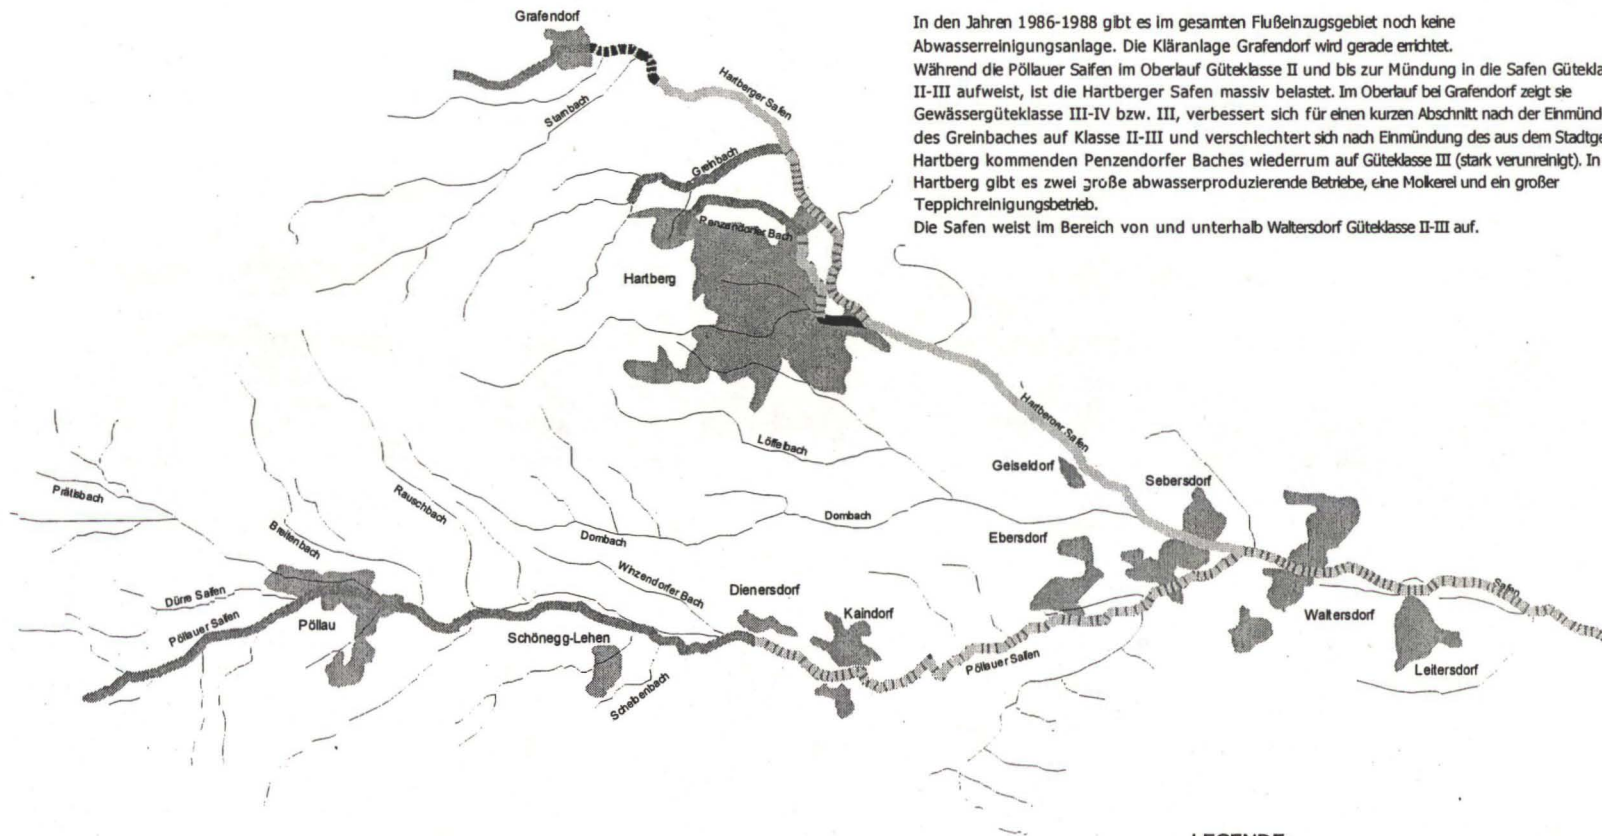 In den Jahren 1986-1988 gibt es im gesamten Flußeinzugsgebiet noch keine
Abwasserreinigungsanlage. Die Kläranlage Grafendorf wird gerade errichtet.
Während die Pöllauer Saifen im Oberlauf Güteklasse II und bis zur Mündung in die Safen Gütekla
II-III aufweist, ist die Hartberger Safen massiv belastet. Im Oberlauf bei Grafendorf zeigt sie
Gewässergüteklasse III-IV bzw. III, verbessert sich für einen kurzen Abschnitt nach der Einmünd
des Greinbaches auf Klasse II-III und verschlechtert sich nach Einmündung des aus dem Stadtge
Hartberg kommenden Penzendorfer Baches wiederrum auf Güteklasse III (stark verunreinigt). In
Hartberg gibt es zwei große abwasserproduzierende Betriebe, eine Molkerei und ein großer
Teppichreinigungsbetrieb.
Die Safen weist im Bereich von und unterhalb Waltersdorf Güteklasse II-III auf.
Grafendorf
Hartberger Safen
Stambach
Greinbach
Penzendorfer Bach
Hartberg
Hartberger Safen
Löffelbach
Geiseldorf
Sebersdorf
Prätisbach
Rauschbach
Breitenbach
Dombach
Dombach
Ebersdorf
Winzendorfer Bach
Dienersdorf
Dürre Saifen
Pöllauer Saifen
Pöllau
Schönegg-Lehen
Kaindorf
Safen
Waltersdorf
Pöllauer Safen
Leitersdorf
Scheibenbach
LEGENDE